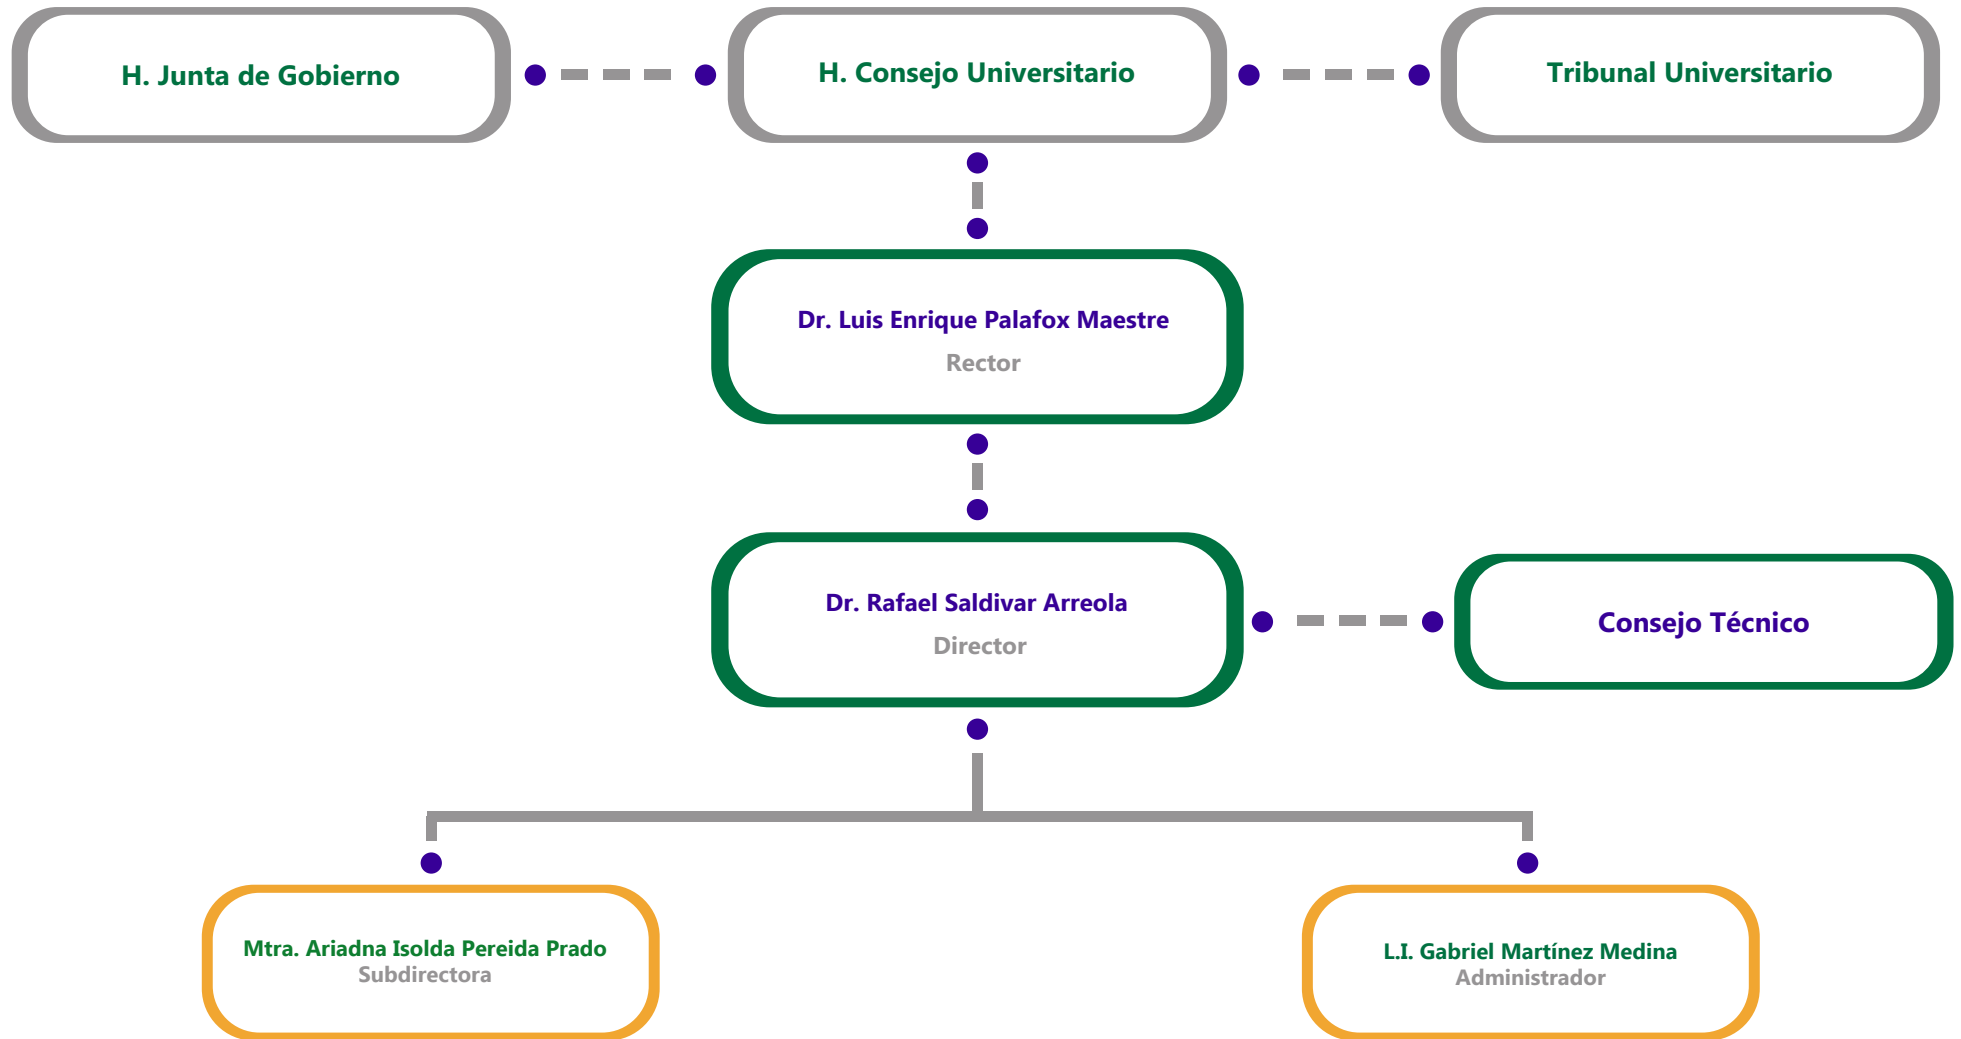 H. Junta de Gobierno
H. Consejo Universitario
Tribunal Universitario
Dr. Luis Enrique Palafox Maestre
Rector
Dr. Rafael Saldivar Arreola
Director
Consejo Técnico
Mtra. Ariadna Isolda Pereida Prado
Subdirectora
L.I. Gabriel Martínez Medina
Administrador